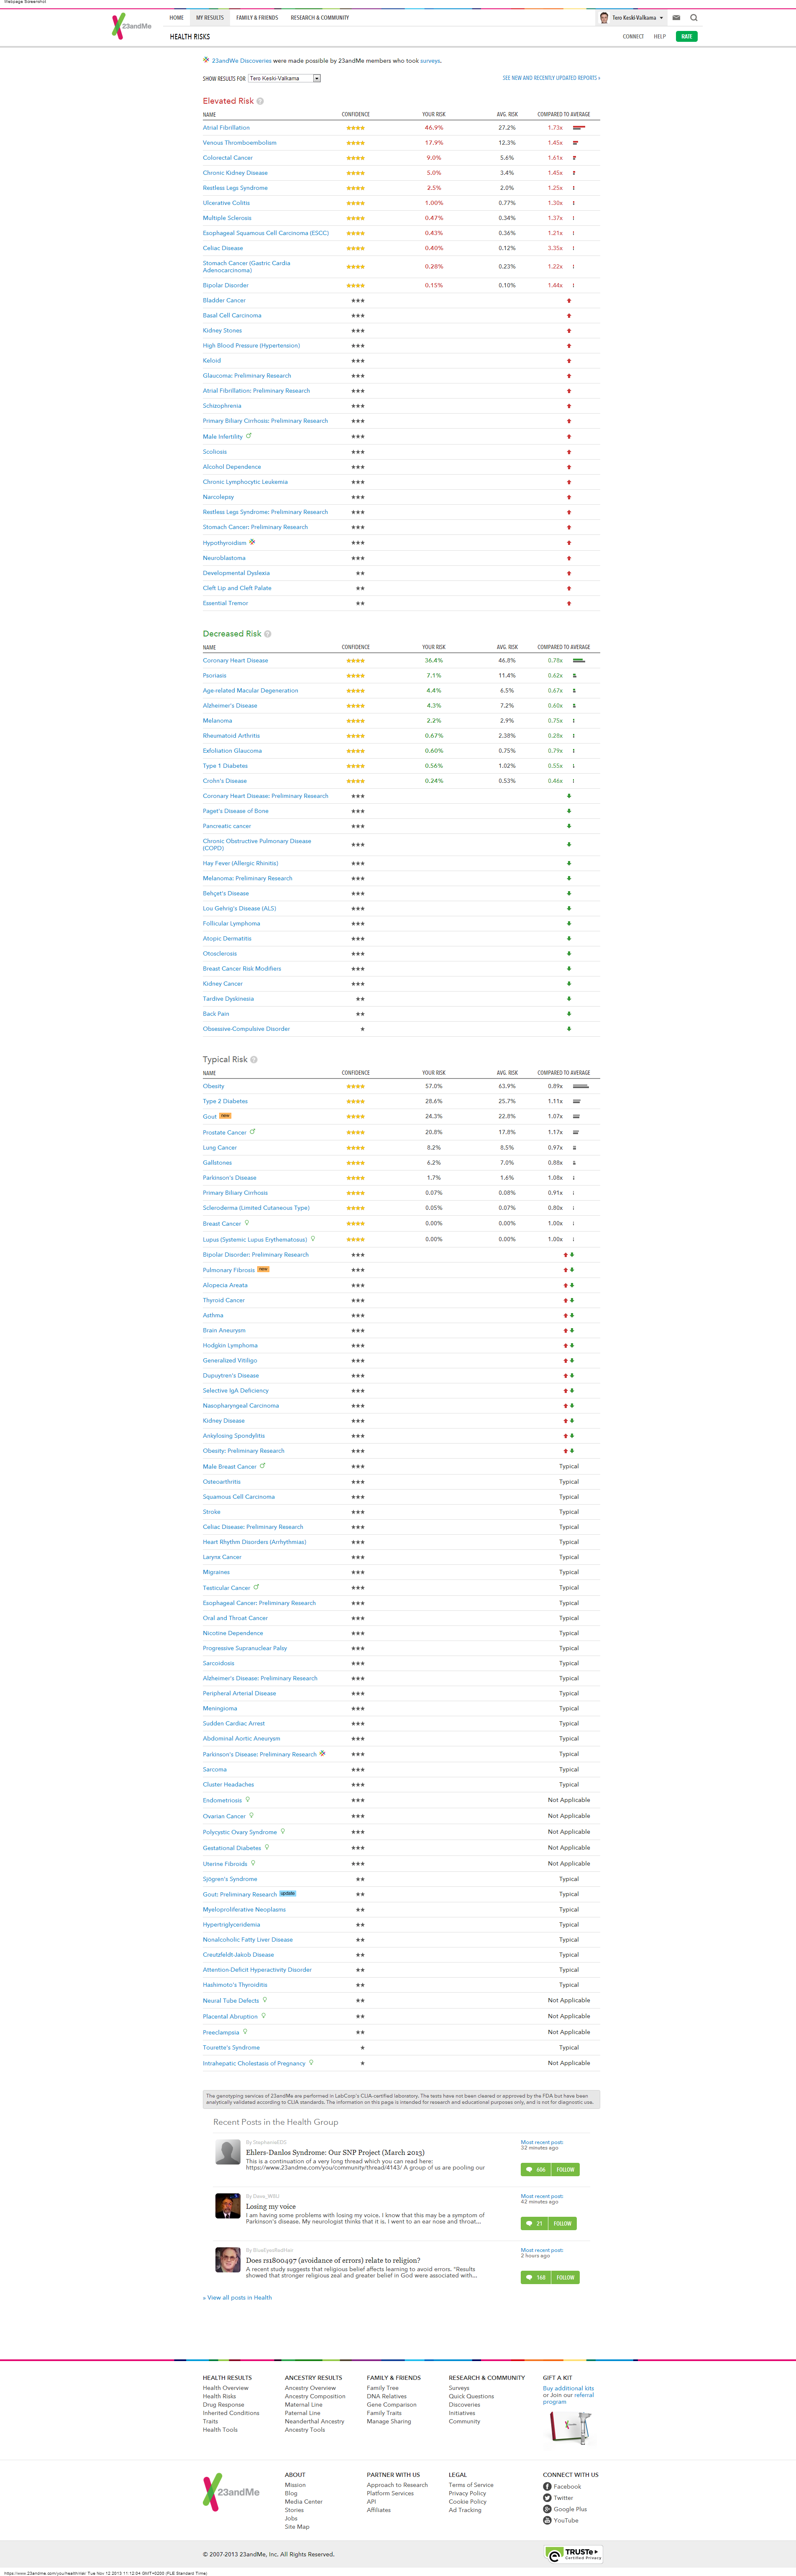 Webpage Screenshot
23andMe
HOME MY RESULTS FAMILY & FRIENDS RESEARCH & COMMUNITY Tero Keski-Valkama
HEALTH RISKS CONNECT HELP RATE
23andWe Discoveries were made possible by 23andMe members who took surveys.
SHOW RESULTS FOR Tero Keski-Valkama SEE NEW AND RECENTLY UPDATED REPORTS »
Elevated Risk ?
NAME CONFIDENCE YOUR RISK AVG. RISK COMPARED TO AVERAGE
Atrial Fibrillation ★★★★ 46.9% 27.2% 1.73x
Venous Thromboembolism ★★★★ 17.9% 12.3% 1.45x
Colorectal Cancer ★★★★ 9.0% 5.6% 1.61x
Chronic Kidney Disease ★★★★ 5.0% 3.4% 1.45x
Restless Legs Syndrome ★★★★ 2.5% 2.0% 1.25x
Ulcerative Colitis ★★★★ 1.00% 0.77% 1.30x
Multiple Sclerosis ★★★★ 0.47% 0.34% 1.37x
Esophageal Squamous Cell Carcinoma (ESCC) ★★★★ 0.43% 0.36% 1.21x
Celiac Disease ★★★★ 0.40% 0.12% 3.35x
Stomach Cancer (Gastric Cardia
Adenocarcinoma) ★★★★ 0.28% 0.23% 1.22x
Bipolar Disorder ★★★★ 0.15% 0.10% 1.44x
Bladder Cancer ★★★
Basal Cell Carcinoma ★★★
Kidney Stones ★★★
High Blood Pressure (Hypertension) ★★★
Keloid ★★★
Glaucoma: Preliminary Research ★★★
Atrial Fibrillation: Preliminary Research ★★★
Schizophrenia ★★★
Primary Biliary Cirrhosis: Preliminary Research ★★★
Male Infertility ♂ ★★★
Scoliosis ★★★
Alcohol Dependence ★★★
Chronic Lymphocytic Leukemia ★★★
Narcolepsy ★★★
Restless Legs Syndrome: Preliminary Research ★★★
Stomach Cancer: Preliminary Research ★★★
Hypothyroidism ★★★
Neuroblastoma ★★★
Developmental Dyslexia ★★
Cleft Lip and Cleft Palate ★★
Essential Tremor ★★
Decreased Risk ?
NAME CONFIDENCE YOUR RISK AVG. RISK COMPARED TO AVERAGE
Coronary Heart Disease ★★★★ 36.4% 46.8% 0.78x
Psoriasis ★★★★ 7.1% 11.4% 0.62x
Age-related Macular Degeneration ★★★★ 4.4% 6.5% 0.67x
Alzheimer's Disease ★★★★ 4.3% 7.2% 0.60x
Melanoma ★★★★ 2.2% 2.9% 0.75x
Rheumatoid Arthritis ★★★★ 0.67% 2.38% 0.28x
Exfoliation Glaucoma ★★★★ 0.60% 0.75% 0.79x
Type 1 Diabetes ★★★★ 0.56% 1.02% 0.55x
Crohn's Disease ★★★★ 0.24% 0.53% 0.46x
Coronary Heart Disease: Preliminary Research ★★★
Paget's Disease of Bone ★★★
Pancreatic cancer ★★★
Chronic Obstructive Pulmonary Disease
(COPD) ★★★
Hay Fever (Allergic Rhinitis) ★★★
Melanoma: Preliminary Research ★★★
Behçet's Disease ★★★
Lou Gehrig's Disease (ALS) ★★★
Follicular Lymphoma ★★★
Atopic Dermatitis ★★★
Otosclerosis ★★★
Breast Cancer Risk Modifiers ★★★
Kidney Cancer ★★★
Tardive Dyskinesia ★★
Back Pain ★★
Obsessive-Compulsive Disorder ★
Typical Risk ?
NAME CONFIDENCE YOUR RISK AVG. RISK COMPARED TO AVERAGE
Obesity ★★★★ 57.0% 63.9% 0.89x
Type 2 Diabetes ★★★★ 28.6% 25.7% 1.11x
Gout new ★★★★ 24.3% 22.8% 1.07x
Prostate Cancer ♂ ★★★★ 20.8% 17.8% 1.17x
Lung Cancer ★★★★ 8.2% 8.5% 0.97x
Gallstones ★★★★ 6.2% 7.0% 0.88x
Parkinson's Disease ★★★★ 1.7% 1.6% 1.08x
Primary Biliary Cirrhosis ★★★★ 0.07% 0.08% 0.91x
Scleroderma (Limited Cutaneous Type) ★★★★ 0.05% 0.07% 0.80x
Breast Cancer ♀ ★★★★ 0.00% 0.00% 1.00x
Lupus (Systemic Lupus Erythematosus) ♀ ★★★★ 0.00% 0.00% 1.00x
Bipolar Disorder: Preliminary Research ★★★
Pulmonary Fibrosis new ★★★
Alopecia Areata ★★★
Thyroid Cancer ★★★
Asthma ★★★
Brain Aneurysm ★★★
Hodgkin Lymphoma ★★★
Generalized Vitiligo ★★★
Dupuytren's Disease ★★★
Selective IgA Deficiency ★★★
Nasopharyngeal Carcinoma ★★★
Kidney Disease ★★★
Ankylosing Spondylitis ★★★
Obesity: Preliminary Research ★★★
Male Breast Cancer ♂ ★★★ Typical
Osteoarthritis ★★★ Typical
Squamous Cell Carcinoma ★★★ Typical
Stroke ★★★ Typical
Celiac Disease: Preliminary Research ★★★ Typical
Heart Rhythm Disorders (Arrhythmias) ★★★ Typical
Larynx Cancer ★★★ Typical
Migraines ★★★ Typical
Testicular Cancer ♂ ★★★ Typical
Esophageal Cancer: Preliminary Research ★★★ Typical
Oral and Throat Cancer ★★★ Typical
Nicotine Dependence ★★★ Typical
Progressive Supranuclear Palsy ★★★ Typical
Sarcoidosis ★★★ Typical
Alzheimer's Disease: Preliminary Research ★★★ Typical
Peripheral Arterial Disease ★★★ Typical
Meningioma ★★★ Typical
Sudden Cardiac Arrest ★★★ Typical
Abdominal Aortic Aneurysm ★★★ Typical
Parkinson's Disease: Preliminary Research ★★★ Typical
Sarcoma ★★★ Typical
Cluster Headaches ★★★ Typical
Endometriosis ♀ ★★★ Not Applicable
Ovarian Cancer ♀ ★★★ Not Applicable
Polycystic Ovary Syndrome ♀ ★★★ Not Applicable
Gestational Diabetes ♀ ★★★ Not Applicable
Uterine Fibroids ♀ ★★★ Not Applicable
Sjögren's Syndrome ★★ Typical
Gout: Preliminary Research update ★★ Typical
Myeloproliferative Neoplasms ★★ Typical
Hypertriglyceridemia ★★ Typical
Nonalcoholic Fatty Liver Disease ★★ Typical
Creutzfeldt-Jakob Disease ★★ Typical
Attention-Deficit Hyperactivity Disorder ★★ Typical
Hashimoto's Thyroiditis ★★ Typical
Neural Tube Defects ♀ ★★ Not Applicable
Placental Abruption ♀ ★★ Not Applicable
Preeclampsia ♀ ★★ Not Applicable
Tourette's Syndrome ★ Typical
Intrahepatic Cholestasis of Pregnancy ♀ ★ Not Applicable
The genotyping services of 23andMe are performed in LabCorp's CLIA-certified laboratory. The tests have not been cleared or approved by the FDA but have been
analytically validated according to CLIA standards. The information on this page is intended for research and educational purposes only, and is not for diagnostic use.
Recent Posts in the Health Group
By StephanieEDS
Ehlers-Danlos Syndrome: Our SNP Project (March 2013)
This is a continuation of a very long thread which you can read here:
https://www.23andme.com/you/community/thread/4143/ A group of us are pooling our
Most recent post:
32 minutes ago
606 FOLLOW
Losing my voice
I am having some problems with losing my voice. I know that this may be a symptom of
Parkinson's disease. My neurologist thinks that it is. I went to an ear nose and throat...
Most recent post:
42 minutes ago
21 FOLLOW
By BlueEyesRedHair
Does rs1800497 (avoidance of errors) relate to religion?
A recent study suggests that religious belief affects learning to avoid errors. "Results
showed that stronger religious zeal and greater belief in God were associated with...
Most recent post:
2 hours ago
160 FOLLOW
» View all posts in Health
HEALTH RESULTS
Health Overview
Health Risks
Drug Response
Inherited Conditions
Traits
Health Tools
ANCESTRY RESULTS
Ancestry Overview
Ancestry Composition
Maternal Line
Paternal Line
Neanderthal Ancestry
Ancestry Tools
FAMILY & FRIENDS
Family Tree
DNA Relatives
Gene Comparison
Family Traits
Manage Sharing
RESEARCH & COMMUNITY
Surveys
Quick Questions
Discoveries
Initiatives
Community
GIFT A KIT
Buy additional kits
or Join our referral
program
23andMe
ABOUT
Mission
Blog
Media Center
Stories
Jobs
Site Map
PARTNER WITH US
Approach to Research
Platform Services
API
Affiliates
LEGAL
Terms of Service
Privacy Policy
Cookie Policy
Ad Tracking
CONNECT WITH US
Facebook
Twitter
Google Plus
YouTube
© 2007-2013 23andMe, Inc. All Rights Reserved.
TRUSTe
Certified Privacy
https://www.23andme.com/you/health/risk/ Tue Nov 12 2013 11:12:04 GMT+0200 (FLE Standard Time)